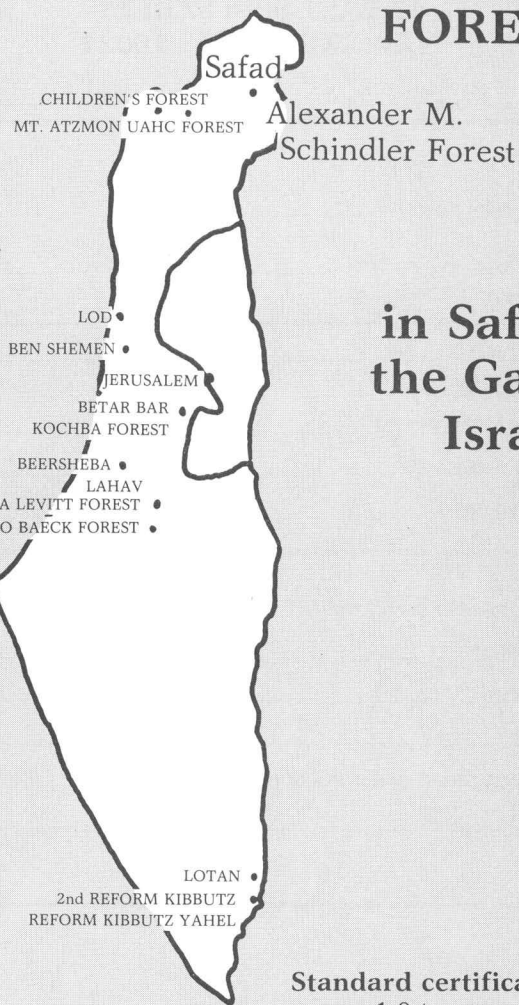 FORE
Safad
CHILDREN'S FOREST
MT. ATZMON UAHC FOREST
Alexander M.
Schindler Forest
in Saf
the Ga
Isra
LOD
BEN SHEMEN
JERUSALEM
BETAR BAR
KOCHBA FOREST
BEERSHEBA
LAHAV
A LEVITT FOREST
O BAECK FOREST
LOTAN
2nd REFORM KIBBUTZ
REFORM KIBBUTZ YAHEL
Standard certifica